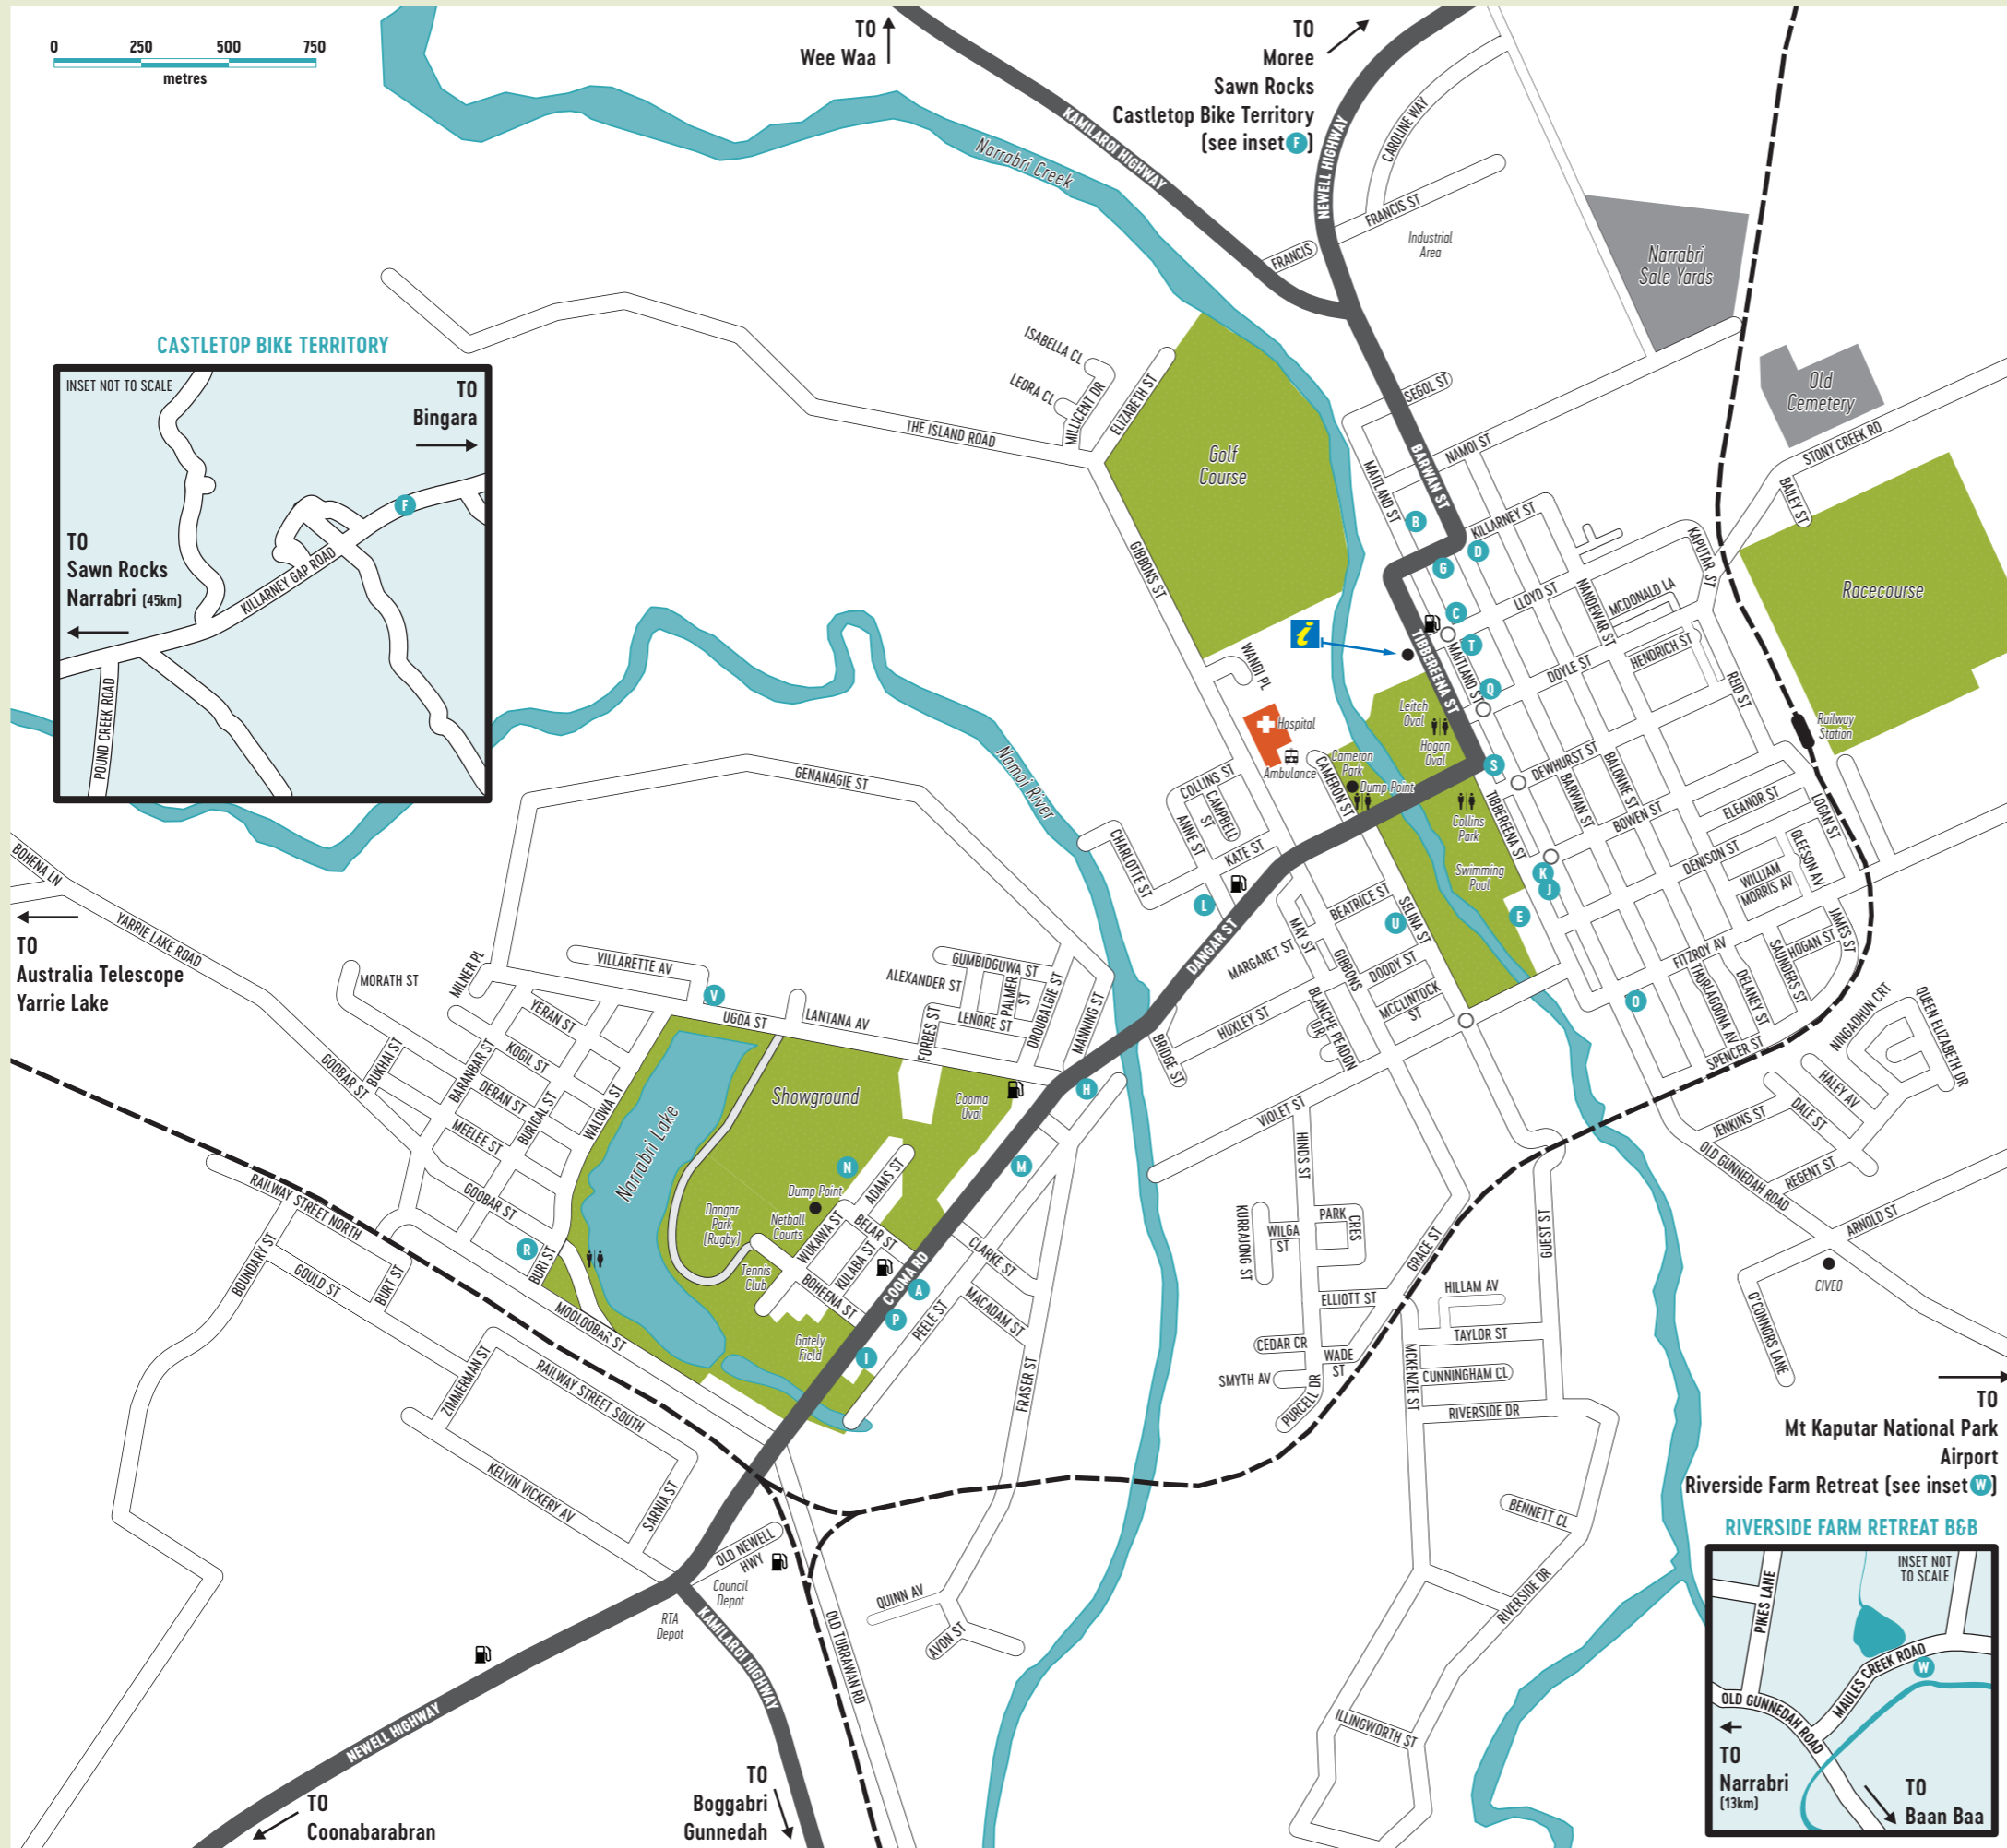 0 250 500 750
metres
TO
Wee Waa
TO
Moree
Sawn Rocks
Castletop Bike Territory
(see inset F)
KAMILAROI HIGHWAY
NEWELL HIGHWAY
CAROLINE WAY
FRANCIS ST
FRANCIS
Industrial
Area
Narrabri Creek
Narrabri
Sale Yards
Old
Cemetery
STONY CREEK RD
BAILEY ST
Racecourse
Railway
Station
CASTLETOP BIKE TERRITORY
INSET NOT TO SCALE
TO
Bingara
F
TO
Sawn Rocks
Narrabri (45km)
KILLARNEY GAP ROAD
POUND CREEK ROAD
ISABELLA CL
LEORA CL
MILLICENT DR
ELIZABETH ST
THE ISLAND ROAD
Golf
Course
GIBBONS ST
SEGOL ST
MAITLAND ST
BARWAN ST
NAMOI ST
B
KILLARNEY ST
D
G
C
LLOYD ST
NANDEWAR ST
MCDONALD LA
KAPUTAR ST
T
i
TIBBEREENA ST
MAITLAND ST
Q
DOYLE ST
HENDRICH ST
REID ST
WANDI PL
Hospital
Ambulance
Leitch
Oval
Hogan
Oval
Cameron
Park
Dump Point
CAMERON ST
S
DEWHURST ST
BARWAN ST
BALONNE ST
BOWEN ST
ELEANOR ST
LOGAN ST
TIBBEREENA ST
Collins
Park
Swimming
Pool
K
J
E
DENISON ST
WILLIAM
MORRIS AV
GLEESON AV
JAMES ST
HOGAN ST
SAUNDERS ST
FITZROY AV
DELANEY ST
THURLAGOONA AV
SPENCER ST
O
NINGADHUN CRT
QUEEN ELIZABETH DR
HALEY AV
DALE ST
JENKINS ST
REGENT ST
OLD GUNNEDAH ROAD
ARNOLD ST
CIVEO
O'CONNORS LANE
COLLINS ST
CAMPBELL
ST
ANNE ST
KATE ST
CHARLOTTE ST
L
DANGAR ST
BEATRICE ST
SELINA ST
U
MAY ST
MARGARET ST
GIBBONS
DOODY ST
MCCLINTOCK
ST
BLANCHE PEADON
DR
HUXLEY ST
BRIDGE ST
VIOLET ST
HINDS ST
KURRAJONG ST
WILGA
ST
PARK
CRES
ELLIOTT ST
GRACE ST
GUEST ST
HILLAM AV
TAYLOR ST
CEDAR CR
WADE
ST
SMYTH AV
PURCELL DR
MCKENZIE ST
CUNNINGHAM CL
RIVERSIDE DR
BENNETT CL
RIVERSIDE DR
ILLINGWORTH ST
Namoi River
GENANAGIE ST
BOHENA LN
YARRIE LAKE ROAD
TO
Australia Telescope
Yarrie Lake
MORATH ST
MILNER PL
VILLARETTE AV
V
UGOA ST
LANTANA AV
ALEXANDER ST
GUMBIDGUWA ST
PALMER
ST
LENORE ST
FORBES ST
DROUBALGIE ST
MANNING ST
YERAN ST
KOGIL ST
BARANBAR ST
DERAN ST
BURIGAL ST
MEELEE ST
WALOWA ST
BUKHAI ST
GOOBAR ST
GOOBAR ST
R
BURT ST
Narrabri Lake
Showground
Cooma
Oval
H
M
N
Dump Point
Dangar
Park
(Rugby)
Netball
Courts
ADAMS ST
WUKAWA ST
BELAR ST
KULABA ST
BOHEENA ST
Tennis
Club
Gately
Field
COOMA RD
A
P
I
PEELE ST
CLARKE ST
MACADAM ST
FRASER ST
RAILWAY STREET NORTH
BOUNDARY ST
GOULD ST
BURT ST
MOOLOOBAR ST
ZIMMERMAN ST
RAILWAY STREET SOUTH
KELVIN VICKERY AV
SARNIA ST
OLD NEWELL
HWY
Council
Depot
RTA
Depot
KAMILAROI HIGHWAY
OLD TURRAWAN RD
QUINN AV
AVON ST
NEWELL HIGHWAY
TO
Coonabarabran
TO
Boggabri
Gunnedah
TO
Mt Kaputar National Park
Airport
Riverside Farm Retreat (see inset W)
RIVERSIDE FARM RETREAT B&B
INSET NOT
TO SCALE
PIKES LANE
MAULES CREEK ROAD
W
OLD GUNNEDAH ROAD
TO
Narrabri
(13km)
TO
Baan Baa